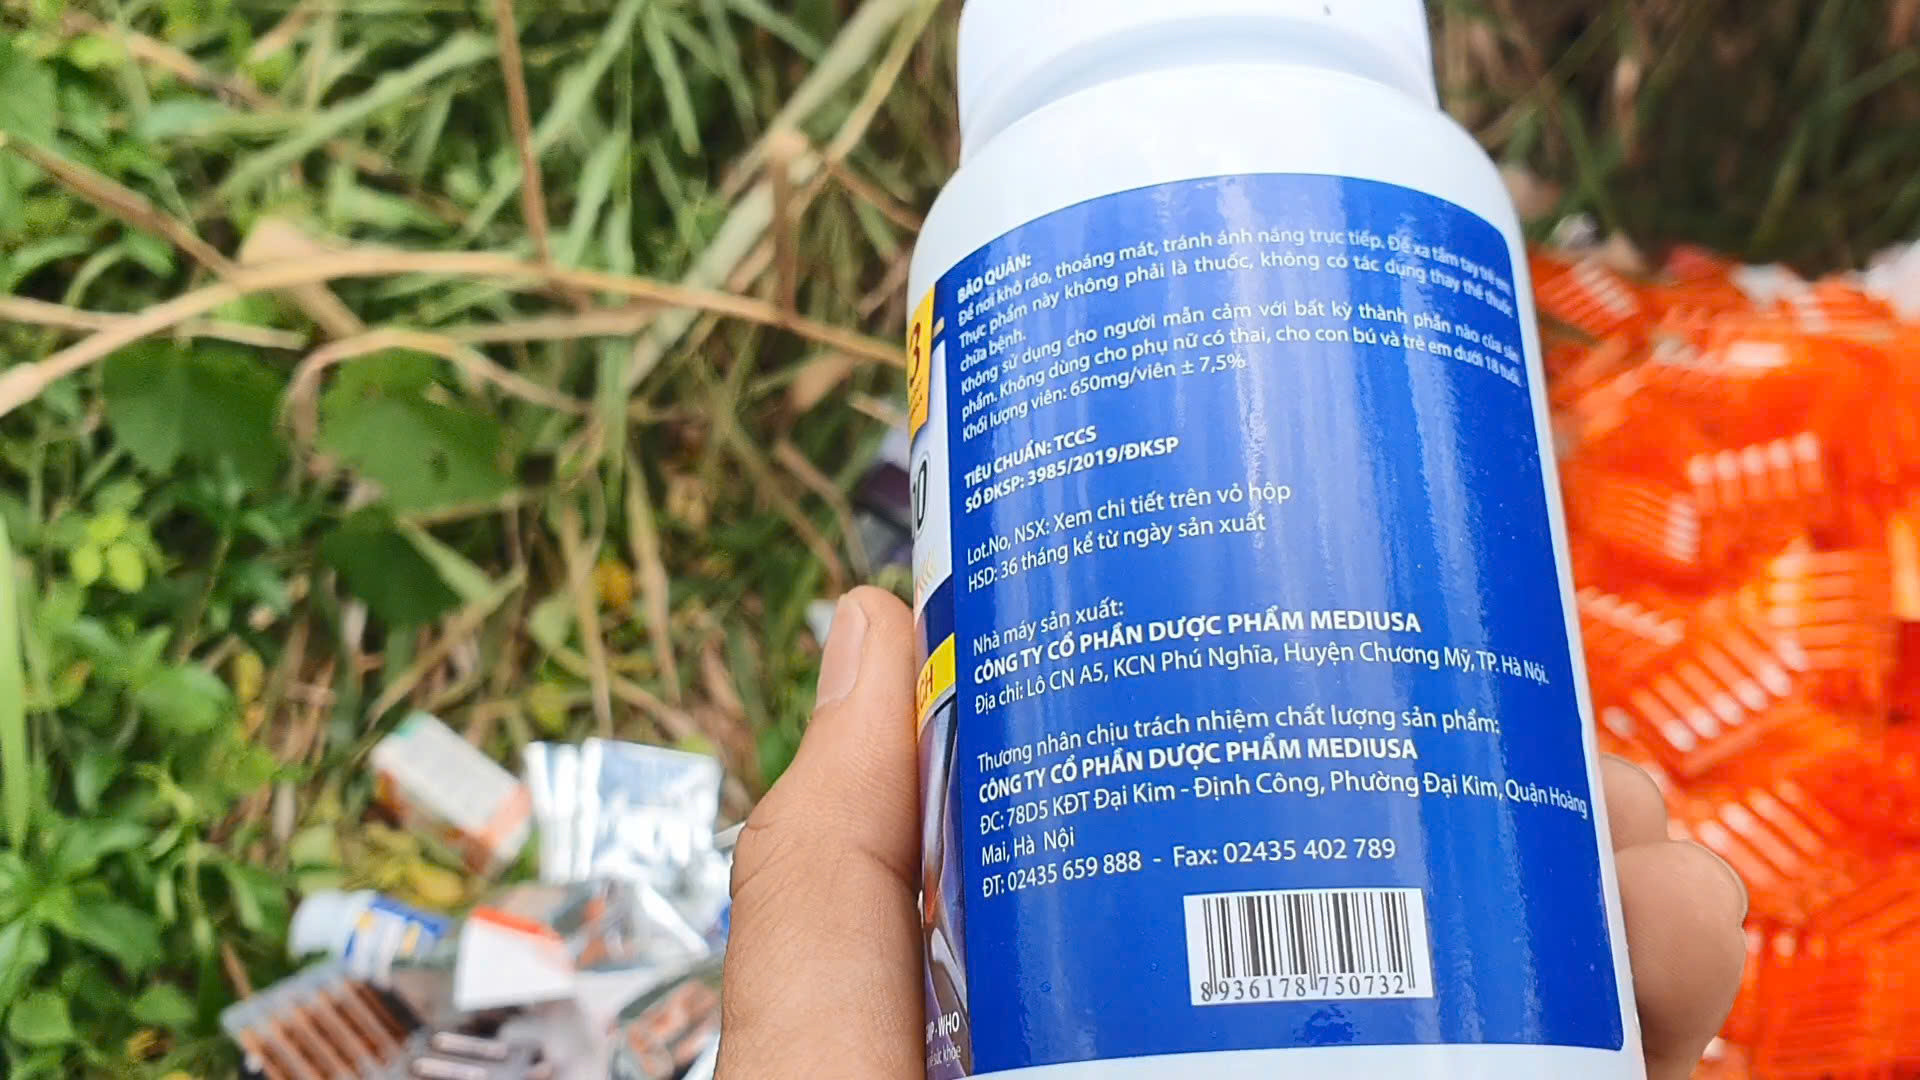 BẢO QUẢN:
Để nơi khô ráo, thoáng mát, tránh ánh nắng trực tiếp. Để xa tầm tay trẻ em.
Thực phẩm này không phải là thuốc, không có tác dụng thay thế thuốc
chữa bệnh.
Không sử dụng cho người mẫn cảm với bất kỳ thành phần nào của sản
phẩm. Không dùng cho phụ nữ có thai, cho con bú và trẻ em dưới 18 tuổi.
Khối lượng viên: 650mg/viên ± 7,5%
TIÊU CHUẨN: TCCS
SỐ ĐKSP: 3985/2019/ĐKSP
Lot.No, NSX: Xem chi tiết trên vỏ hộp
HSD: 36 tháng kể từ ngày sản xuất
Nhà máy sản xuất:
CÔNG TY CỔ PHẦN DƯỢC PHẨM MEDIUSA
Địa chỉ: Lô CN A5, KCN Phú Nghĩa, Huyện Chương Mỹ, TP. Hà Nội.
Thương nhân chịu trách nhiệm chất lượng sản phẩm:
CÔNG TY CỔ PHẦN DƯỢC PHẨM MEDIUSA
ĐC: 78D5 KĐT Đại Kim - Định Công, Phường Đại Kim, Quận Hoàng
Mai, Hà Nội
ĐT: 02435 659 888 - Fax: 02435 402 789
8936178750732
3
WHO
sức khỏe